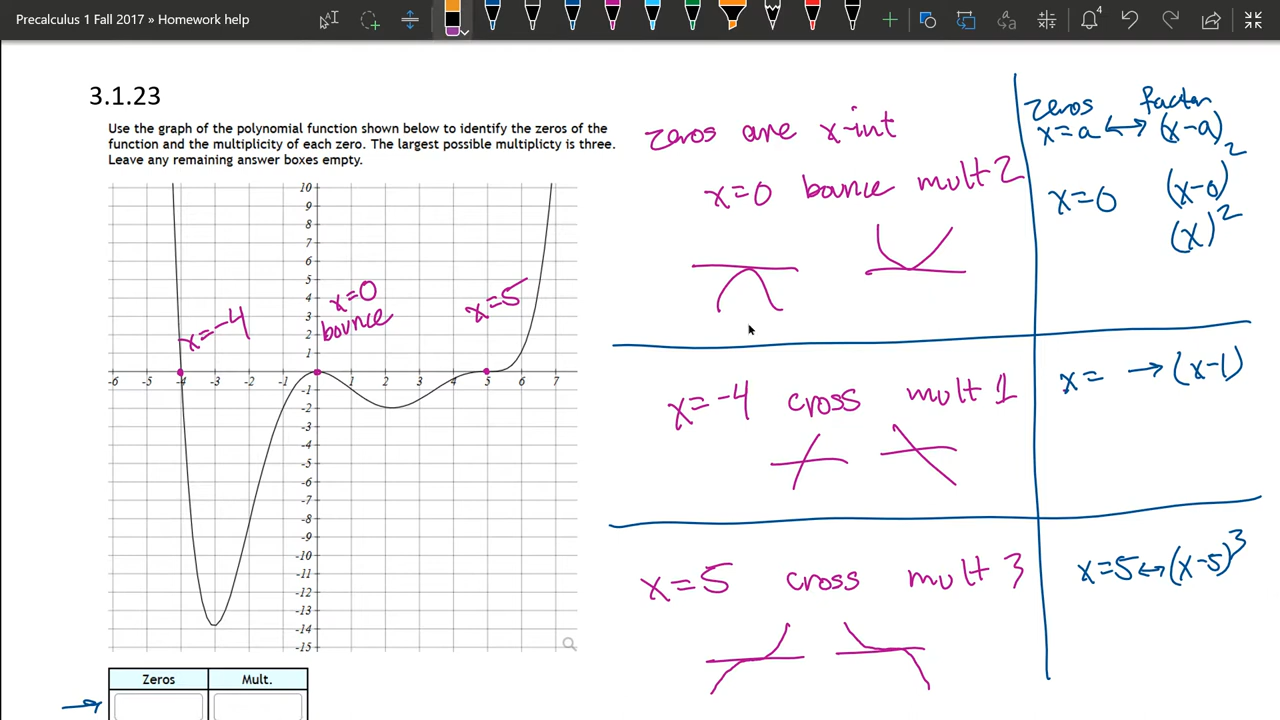 Precalculus 1 Fall 2017 » Homework help
4
3.1.23
Use the graph of the polynomial function shown below to identify the zeros of the
function and the multiplicity of each zero. The largest possible multiplicty is three.
Leave any remaining answer boxes empty.
10
9
8
7
6
5
4
3
2
1
-6 -5 -4 -3 -2 -1 1 2 3 4 5 6 7
-1
-2
-3
-4
-5
-6
-7
-8
-9
-10
-11
-12
-13
-14
-15
x=-4
x=0
bounce
x=5
Zeros Mult.
zeros are x-int
x=0 bounce mult 2
x=-4 cross mult 1
x=5 cross mult 3
zeros factor
x=a ↔ (x-a)
x=0 (x-0)²
(x)²
x= → (x-1)
x=5 ↔ (x-5)³